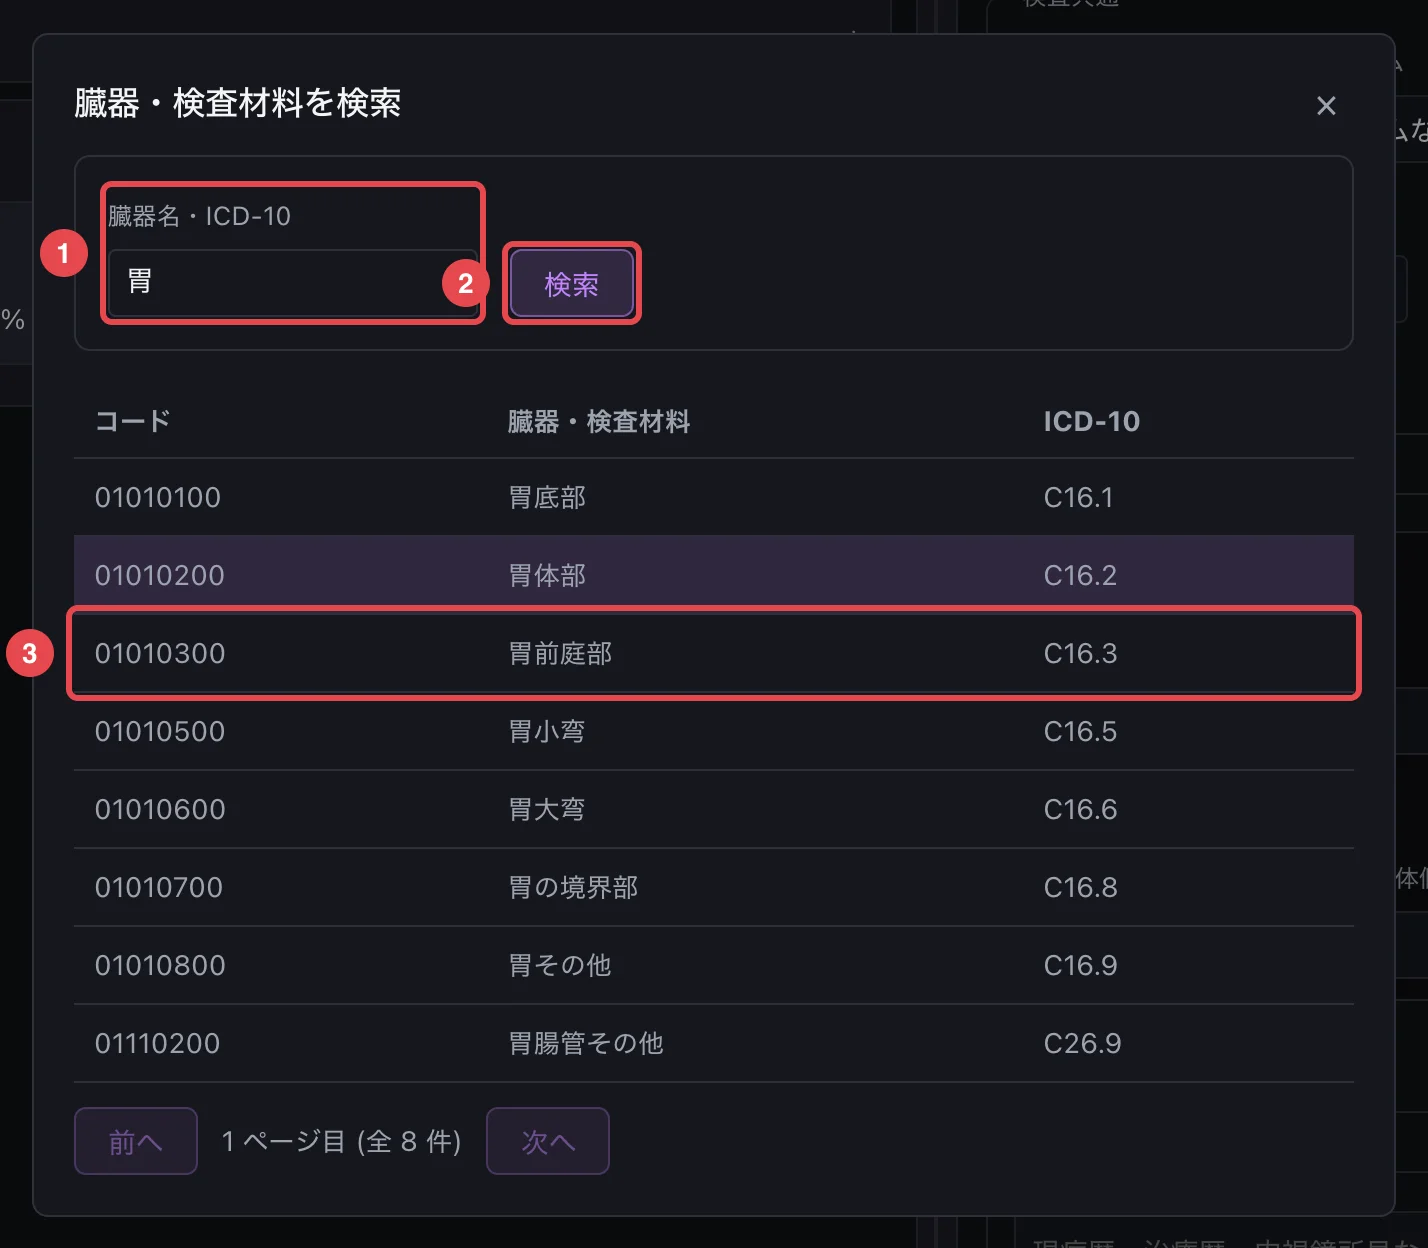 臓器・検査材料を検索
×
臓器名・ICD-10
1
胃
2
検索
%
コード 臓器・検査材料 ICD-10
01010100 胃底部 C16.1
01010200 胃体部 C16.2
3
01010300 胃前庭部 C16.3
01010500 胃小弯 C16.5
01010600 胃大弯 C16.6
01010700 胃の境界部 C16.8
01010800 胃その他 C16.9
01110200 胃腸管その他 C26.9
前へ 1 ページ目 (全 8 件) 次へ